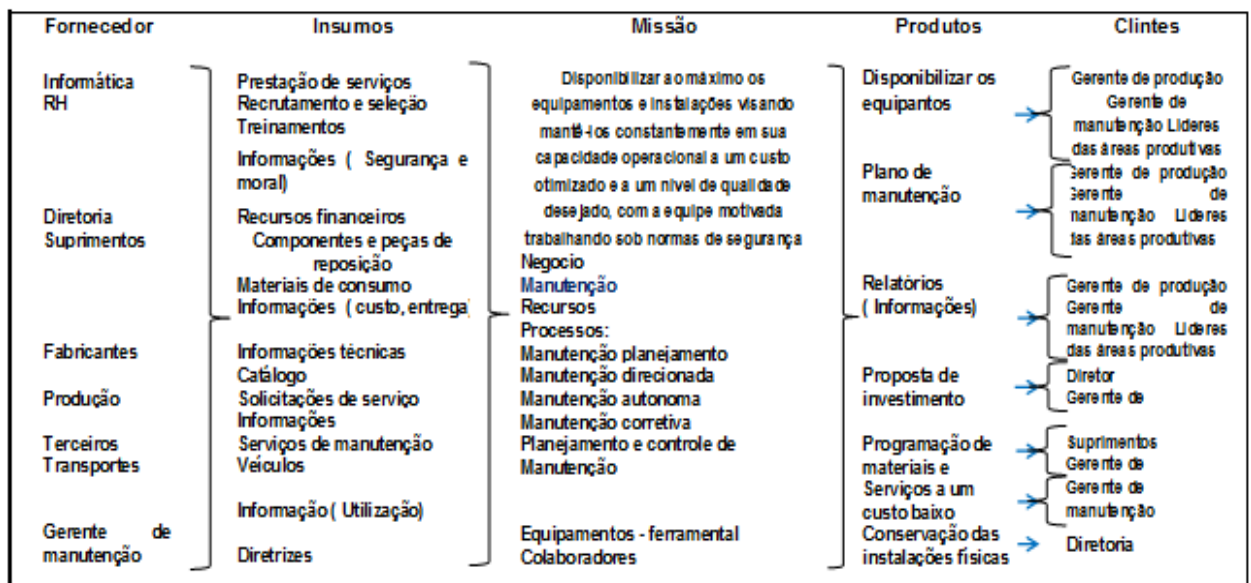 Fornecedor
Insumos
Missão
Produtos
Clintes
Informática
RH
Diretoria
Suprimentos
Fabricantes
Produção
Terceiros
Transportes
Gerente de
manutenção
Prestação de serviços
Recrutamento e seleção
Treinamentos
Informações ( Segurança e
moral)
Recursos financeiros
Componentes e peças de
reposição
Materiais de consumo
Informações ( custo, entrega)
Informações técnicas
Catálogo
Solicitações de serviço
Informações
Serviços de manutenção
Veículos
Informação ( Utilização)
Diretrizes
Disponibilizar ao máximo os
equipamentos e instalações visando
mantê-los constantemente em sua
capacidade operacional a um custo
otimizado e a um nivel de qualidade
desejado, com a equipe motivada
trabalhando sob normas de segurança
Negocio
Manutenção
Recursos
Processos:
Manutenção planejamento
Manutenção direcionada
Manutenção autonoma
Manutenção corretiva
Planejamento e controle de
Manutenção
Equipamentos - ferramental
Colaboradores
Disponibilizar os
equipantos
Plano de
manutenção
Relatórios
( Informações)
Proposta de
investimento
Programação de
materiais e
Serviços a um
custo baixo
Conservação das
instalações físicas
Gerente de produção
Gerente de
manutenção Lideres
das áreas produtivas
Gerente de produção
Gerente de
manutenção Lideres
das áreas produtivas
Gerente de produção
Gerente de
manutenção Lideres
das áreas produtivas
Diretor
Gerente de
Suprimentos
Gerente de
Gerente de
manutenção
Diretoria